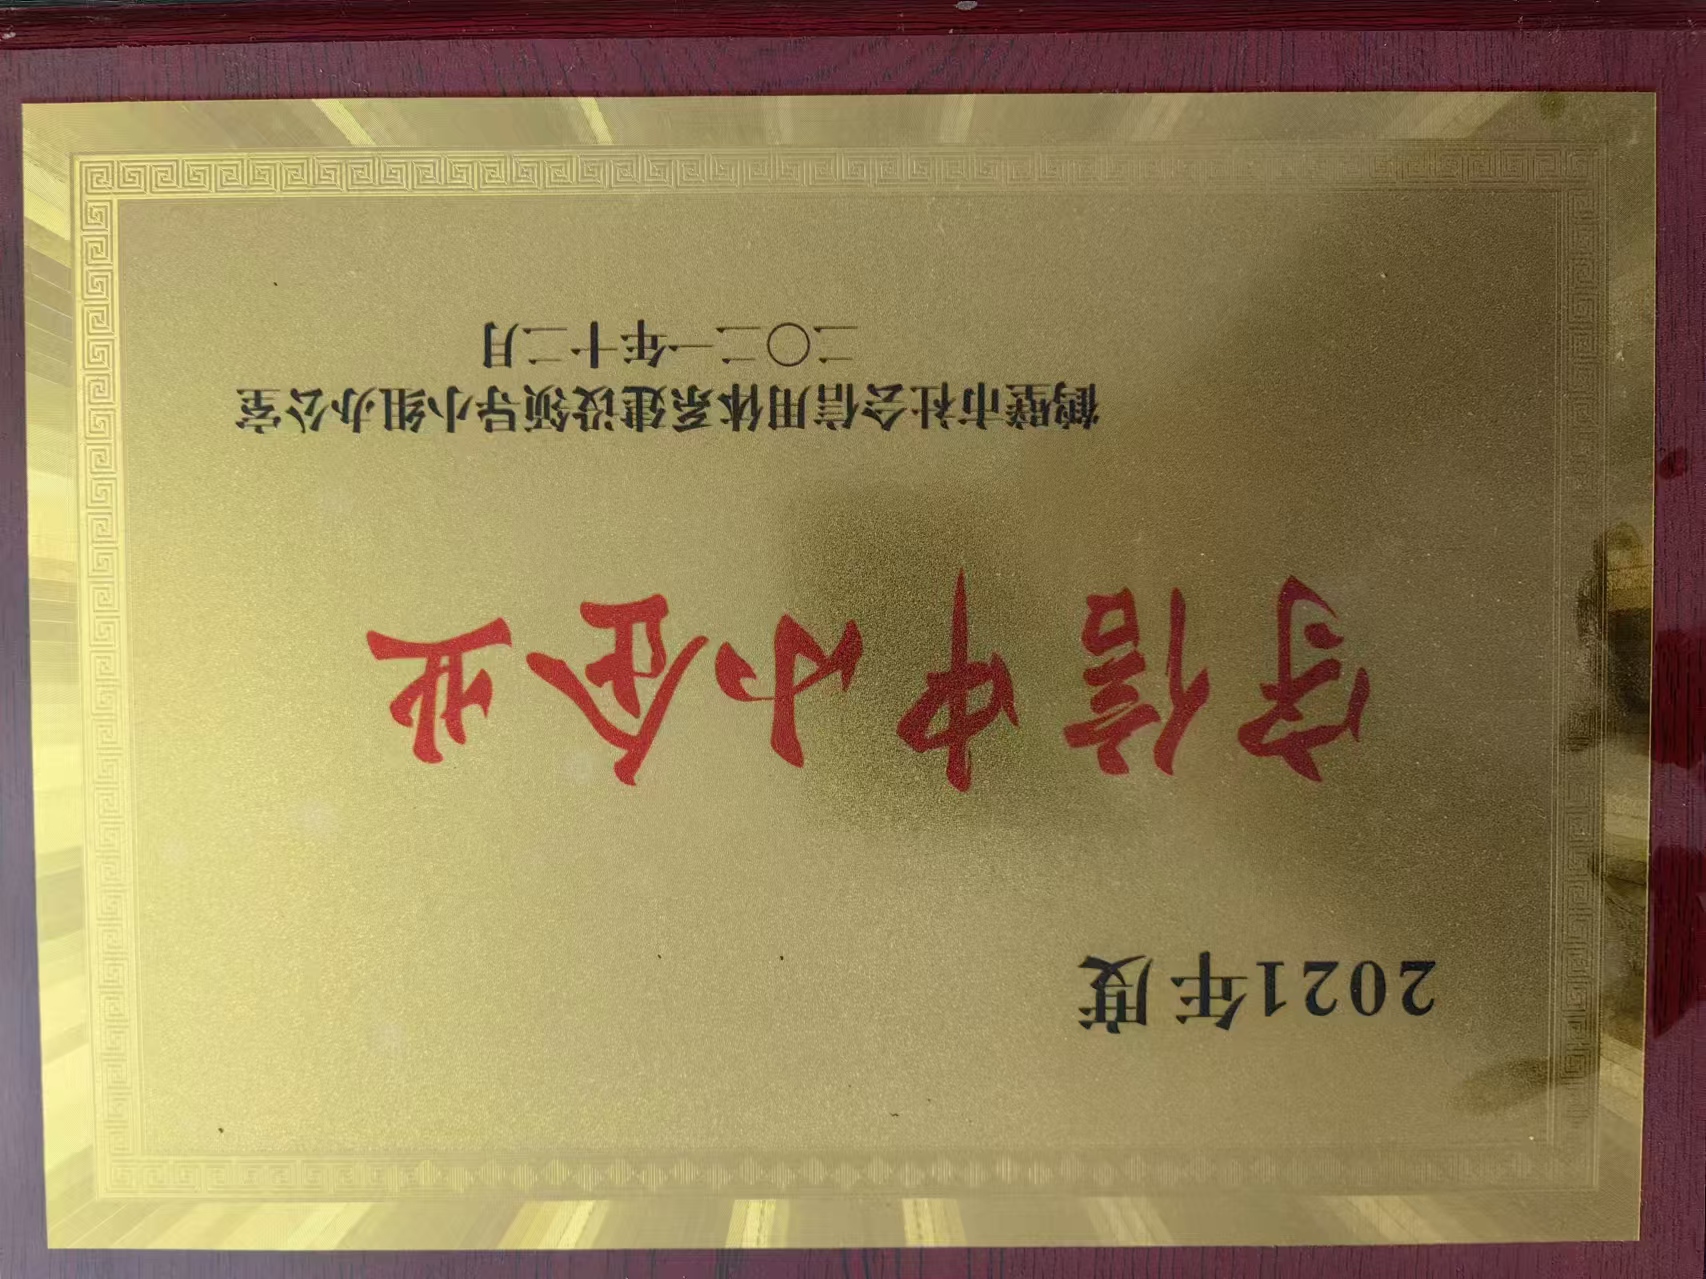 2021年度
守信中小企业
鹤壁市社会信用体系建设领导小组办公室
二〇二一年十二月